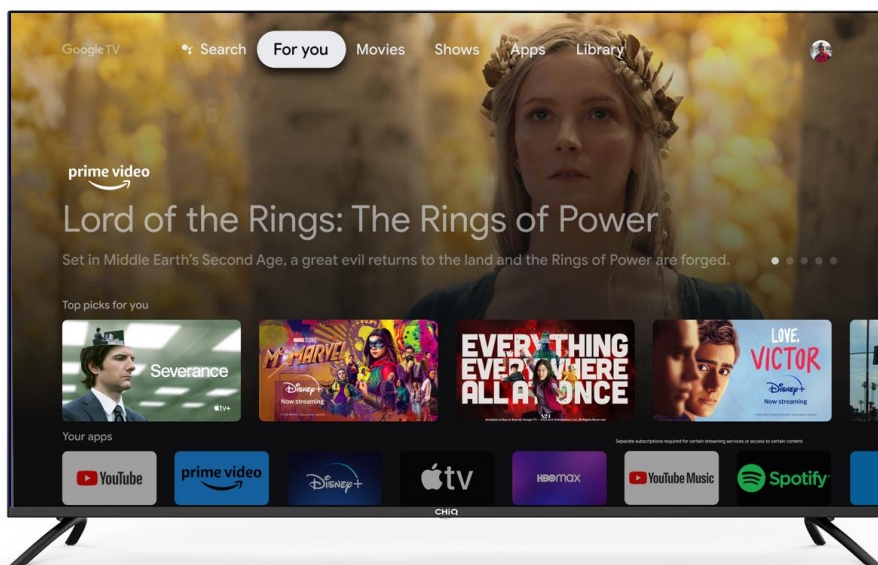 Google TV
Search
For you
Movies
Shows
Apps
Library
prime video
Lord of the Rings: The Rings of Power
Set in Middle Earth's Second Age, a great evil returns to the land and the Rings of Power are forged.
Top picks for you
Severance
tv+
MARVEL STUDIOS
MS. MARVEL
Disney+
Now streaming
EVERYTHING
EVERYWHERE
ALL AT ONCE
LOVE,
VICTOR
Disney+
Now streaming
Your apps
Separate subscriptions required for certain streaming services or access to certain content.
YouTube
prime video
Disney+
tv
HBOmax
YouTube Music
Spotify
CHiQ